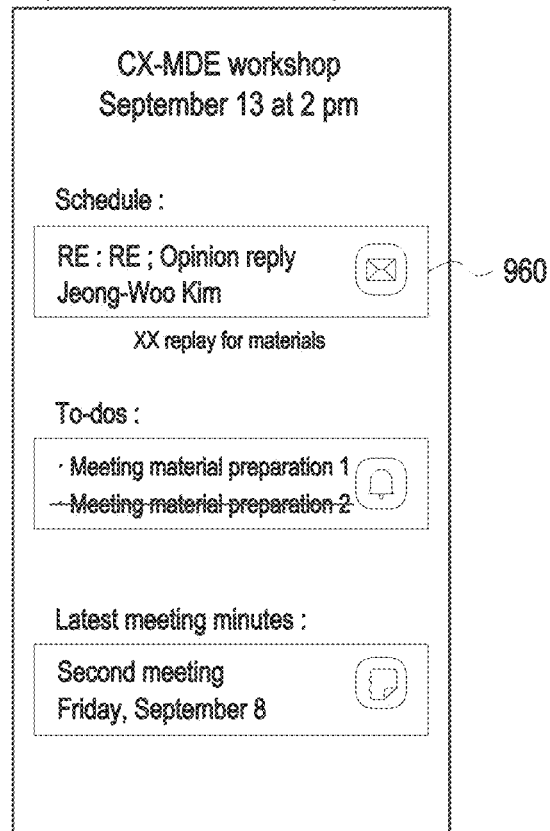 CX-MDE workshop
September 13 at 2 pm
Schedule :
RE : RE ; Opinion reply
Jeong-Woo Kim
960
XX replay for materials
To-dos :
· Meeting material preparation 1
Meeting material preparation 2
Latest meeting minutes :
Second meeting
Friday, September 8